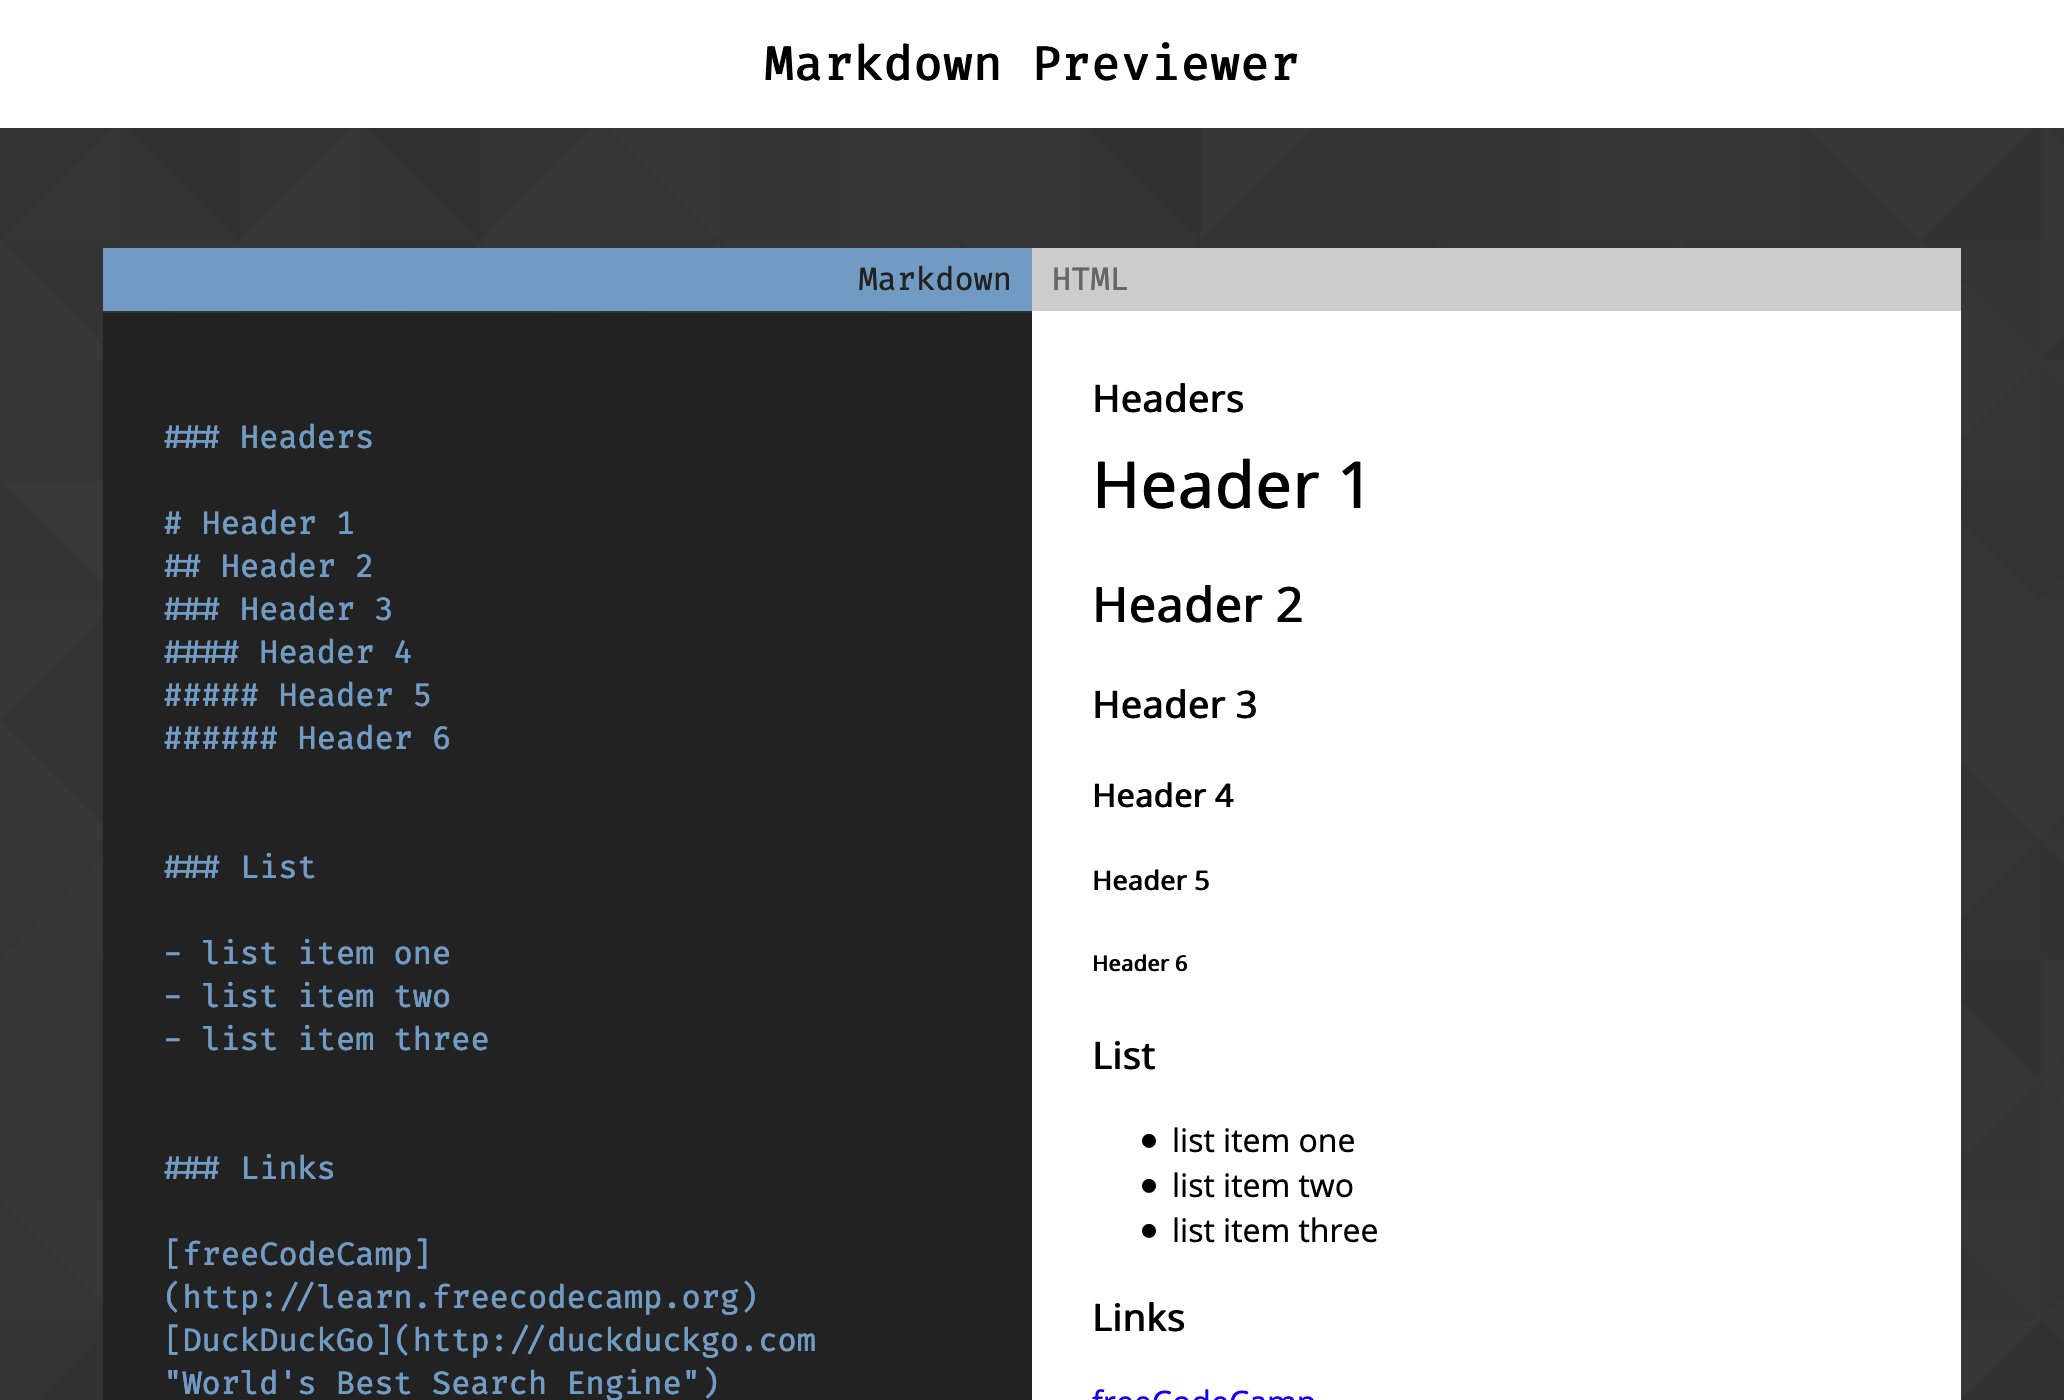 Markdown Previewer
Markdown
### Headers
# Header 1
## Header 2
### Header 3
#### Header 4
##### Header 5
###### Header 6
### List
- list item one
- list item two
- list item three
### Links
[freeCodeCamp]
(http://learn.freecodecamp.org)
[DuckDuckGo](http://duckduckgo.com
"World's Best Search Engine")
HTML
Headers
Header 1
Header 2
Header 3
Header 4
Header 5
Header 6
List
• list item one
• list item two
• list item three
Links
freeCodeCamp